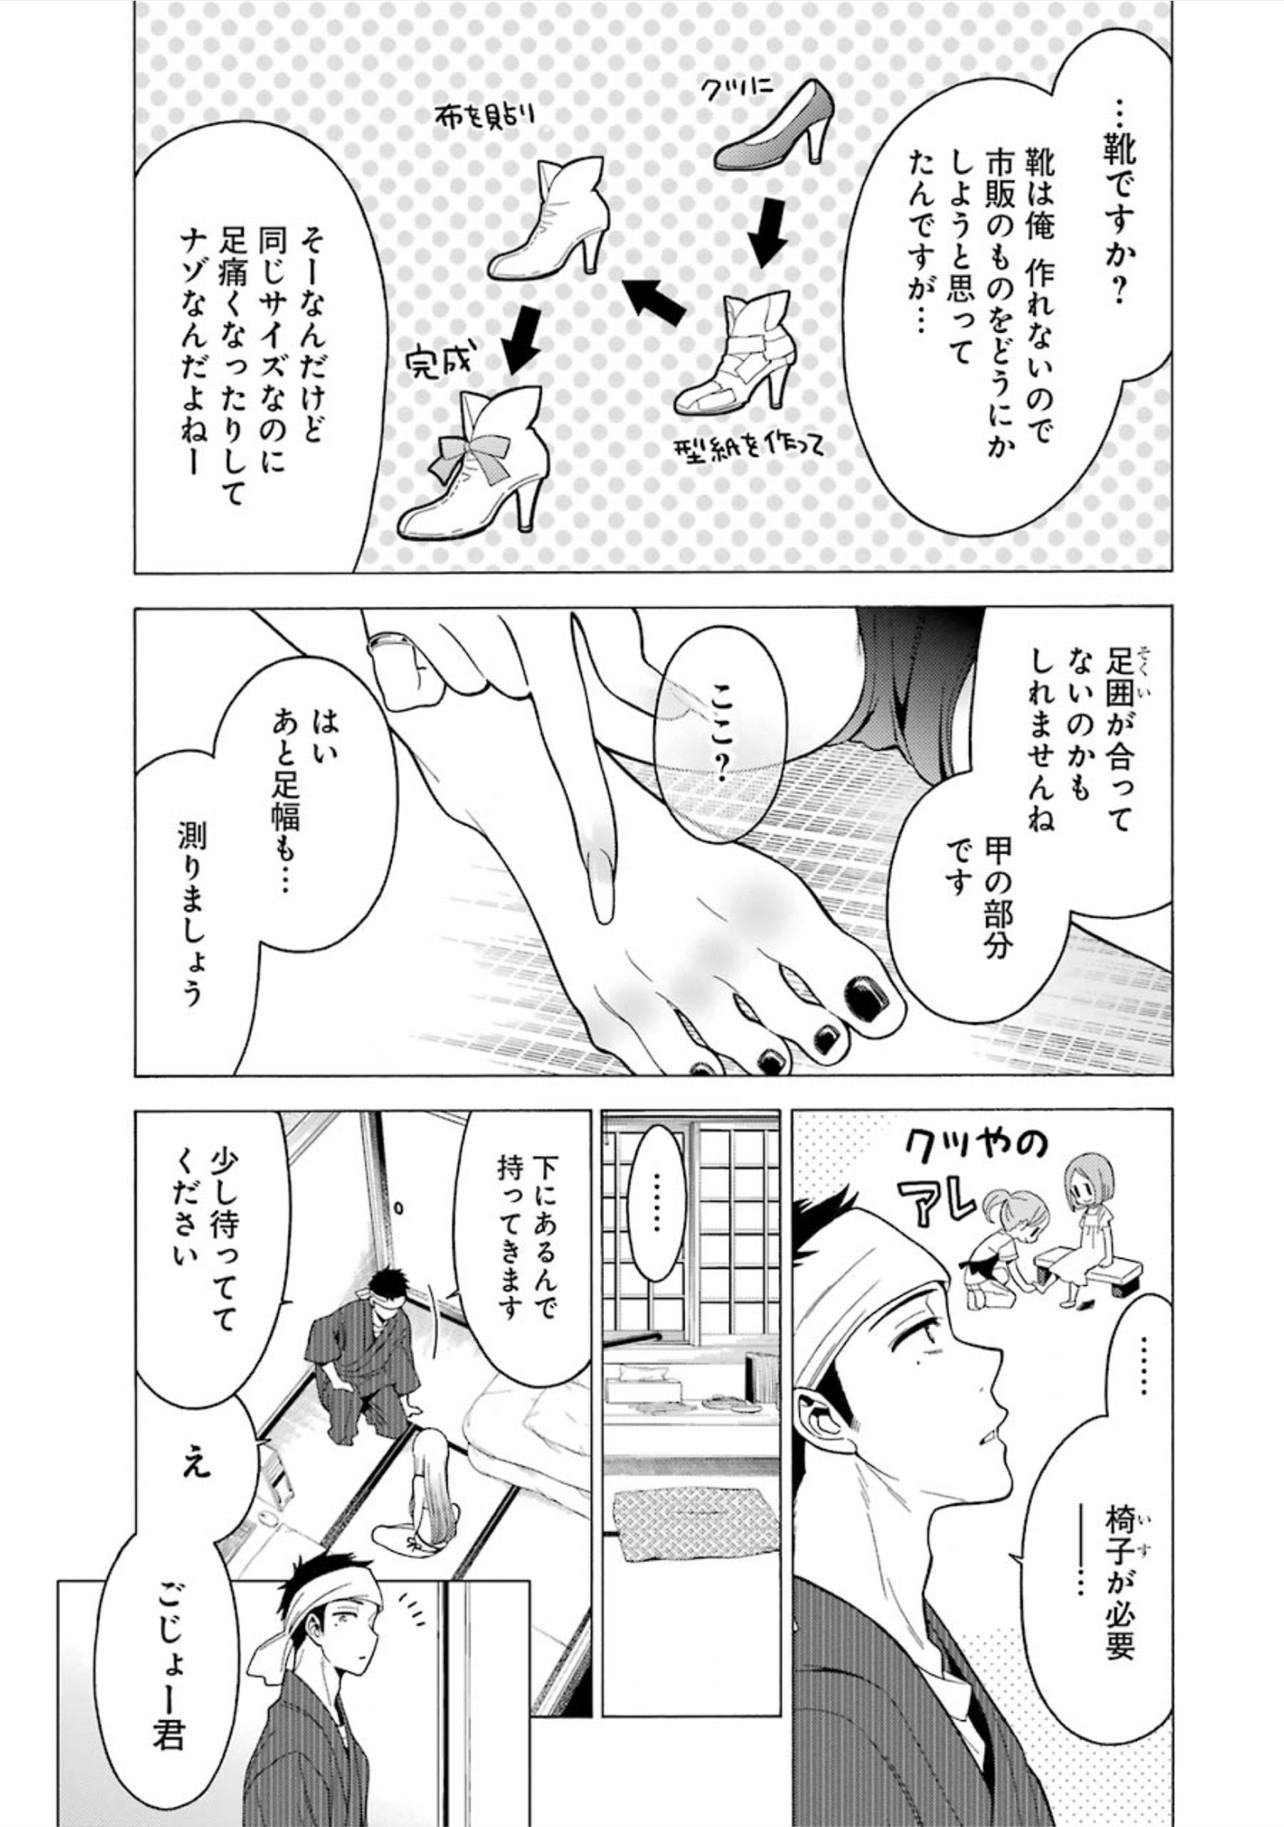 …靴ですか？
靴は俺 作れないので
市販のものをどうにか
しようと思って
たんですが…
クツに
型紙を作って
布を貼り
完成
そーなんだけど
同じサイズなのに
足痛くなったりして
ナゾなんだよねー
足囲が合って
そくい
ないのかも
しれませんね
甲の部分
です
ここ？
はい
あと足幅も…
測りましょう
クツやの
アレ
……
椅子が必要
いす
――…
……
下にあるんで
持ってきます
少し待ってて
ください
え
ごじょー君